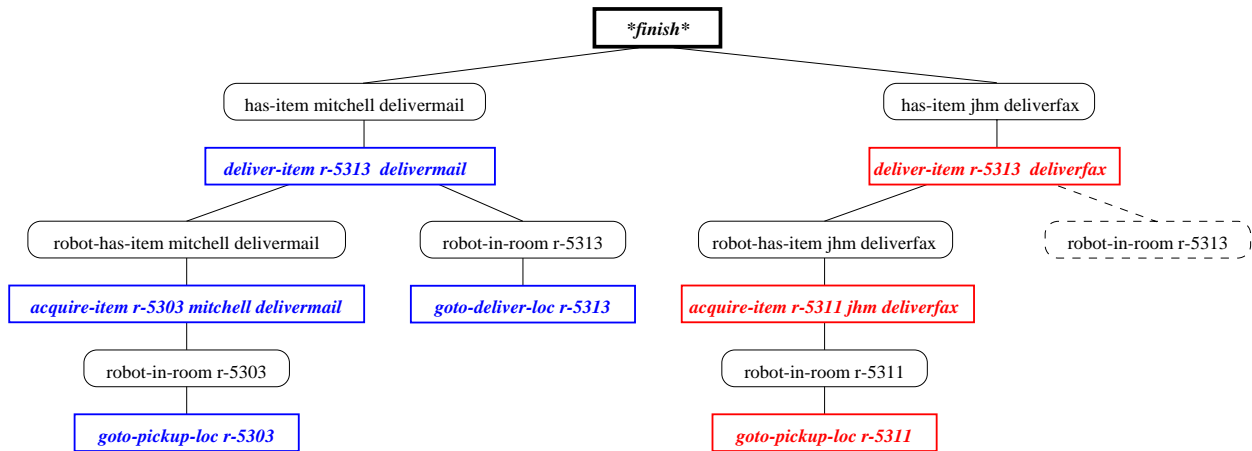 *finish*
has-item mitchell delivermail
has-item jhm deliverfax
deliver-item r-5313 delivermail
deliver-item r-5313 deliverfax
robot-has-item mitchell delivermail
robot-in-room r-5313
robot-has-item jhm deliverfax
robot-in-room r-5313
acquire-item r-5303 mitchell delivermail
goto-deliver-loc r-5313
acquire-item r-5311 jhm deliverfax
robot-in-room r-5303
robot-in-room r-5311
goto-pickup-loc r-5303
goto-pickup-loc r-5311